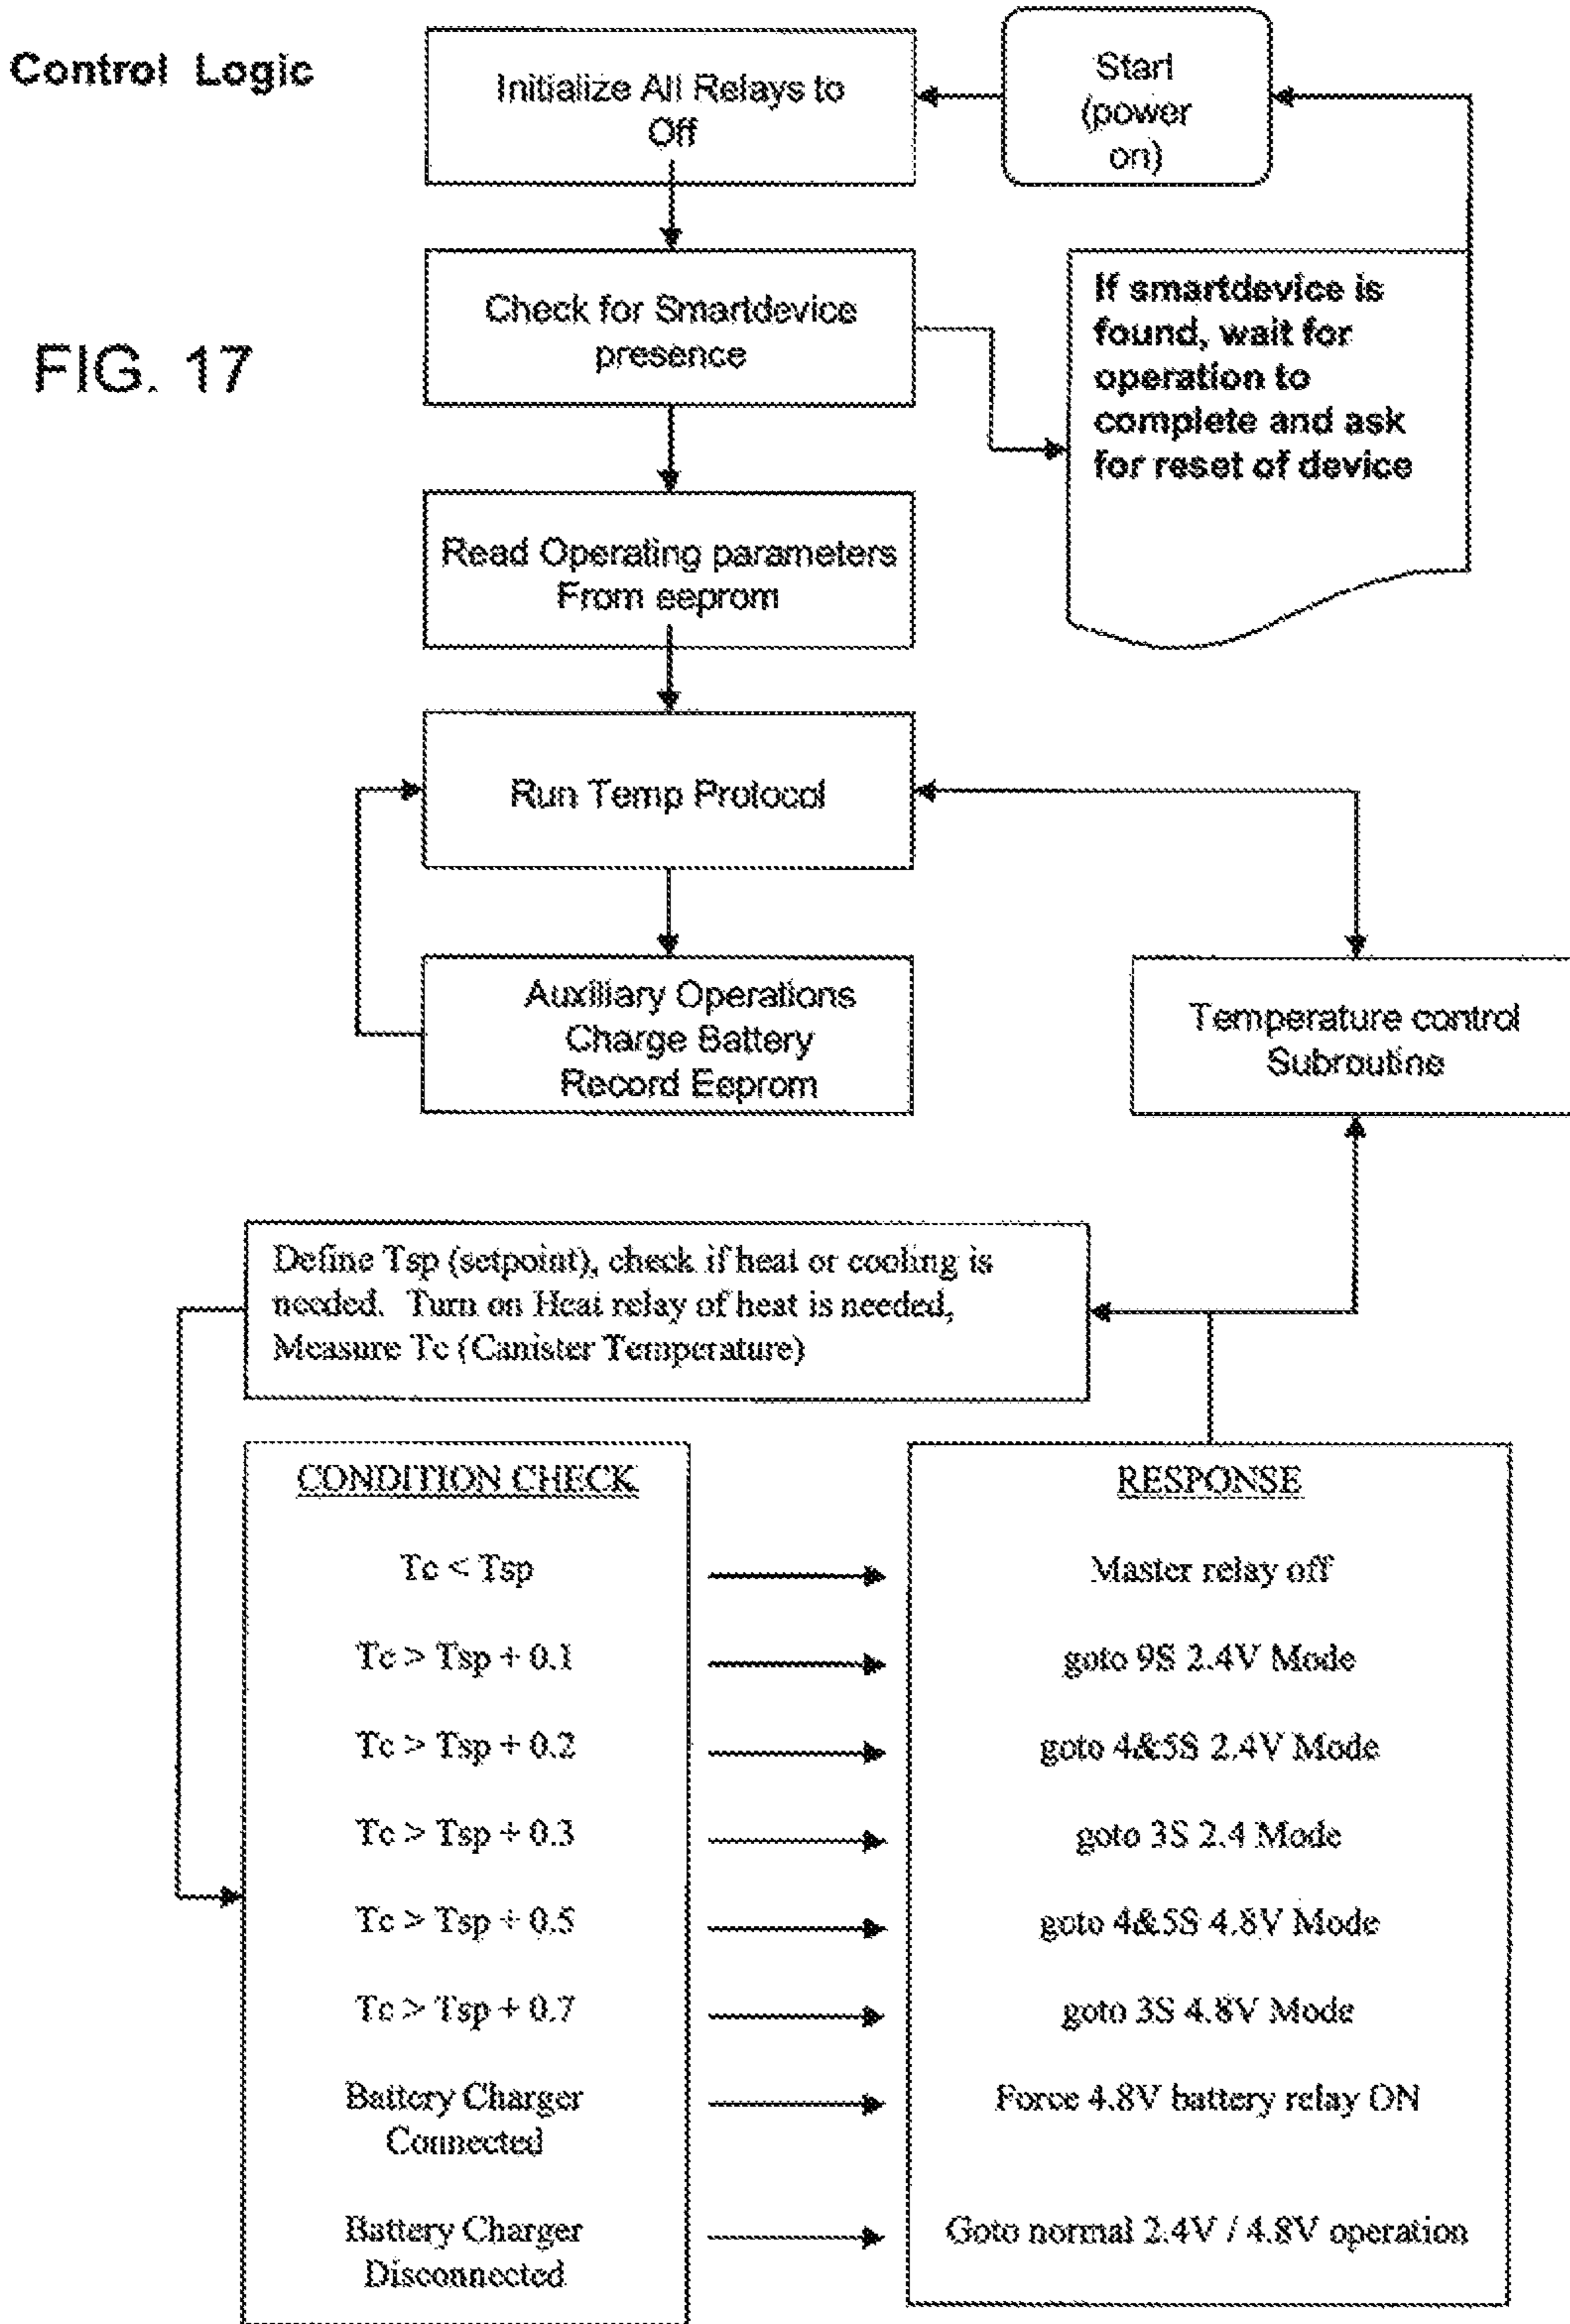 Control Logic
Initialize All Relays to
Off
Start
(power
on)
FIG. 17
Check for Smartdevice
presence
If smartdevice is
found, wait for
operation to
complete and ask
for reset of device
Read Operating parameters
From eeprom
Run Temp Protocol
Auxiliary Operations
Charge Battery
Record Eeprom
Temperature control
Subroutine
Define Tsp (setpoint), check if heat or cooling is
needed. Turn on Heat relay of heat is needed,
Measure Tc (Canister Temperature)
CONDITION CHECK
RESPONSE
Tc < Tsp
Master relay off
Tc > Tsp + 0.1
goto 9S 2.4V Mode
Tc > Tsp + 0.2
goto 4&5S 2.4V Mode
Tc > Tsp + 0.3
goto 3S 2.4 Mode
Tc > Tsp + 0.5
goto 4&5S 4.8V Mode
Tc > Tsp + 0.7
goto 3S 4.8V Mode
Battery Charger
Connected
Force 4.8V battery relay ON
Battery Charger
Disconnected
Goto normal 2.4V / 4.8V operation